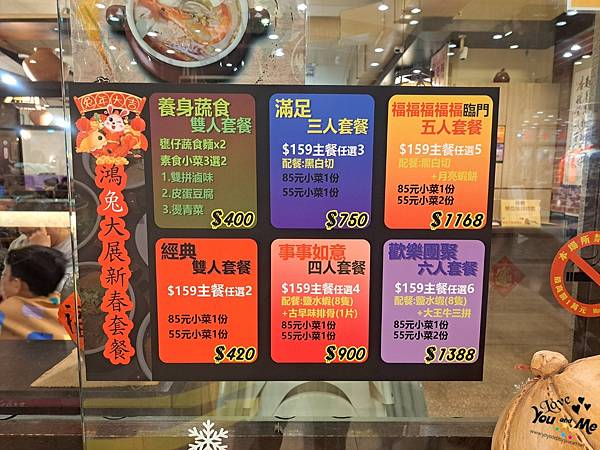 兔年大吉
鴻兔大展新春套餐
養身蔬食
雙人套餐
甕仔蔬食麵x2
素食小菜3選2
1.雙拼滷味
2.皮蛋豆腐
3.燙青菜
$400
滿足
三人套餐
$159主餐任選3
配餐:黑白切
85元小菜1份
55元小菜1份
$750
福福福福福臨門
五人套餐
$159主餐任選5
配餐:黑白切
+月亮蝦餅
85元小菜1份
55元小菜2份
$1168
經典
雙人套餐
$159主餐任選2
85元小菜1份
55元小菜1份
$420
事事如意
四人套餐
$159主餐任選4
配餐:鹽水蝦(8隻)
+古早味排骨(1片)
85元小菜1份
55元小菜1份
$900
歡樂團聚
六人套餐
$159主餐任選6
配餐:鹽水蝦(8隻)
+大王牛三拼
85元小菜2份
55元小菜2份
$1388
本場所禁
Love
You and Me